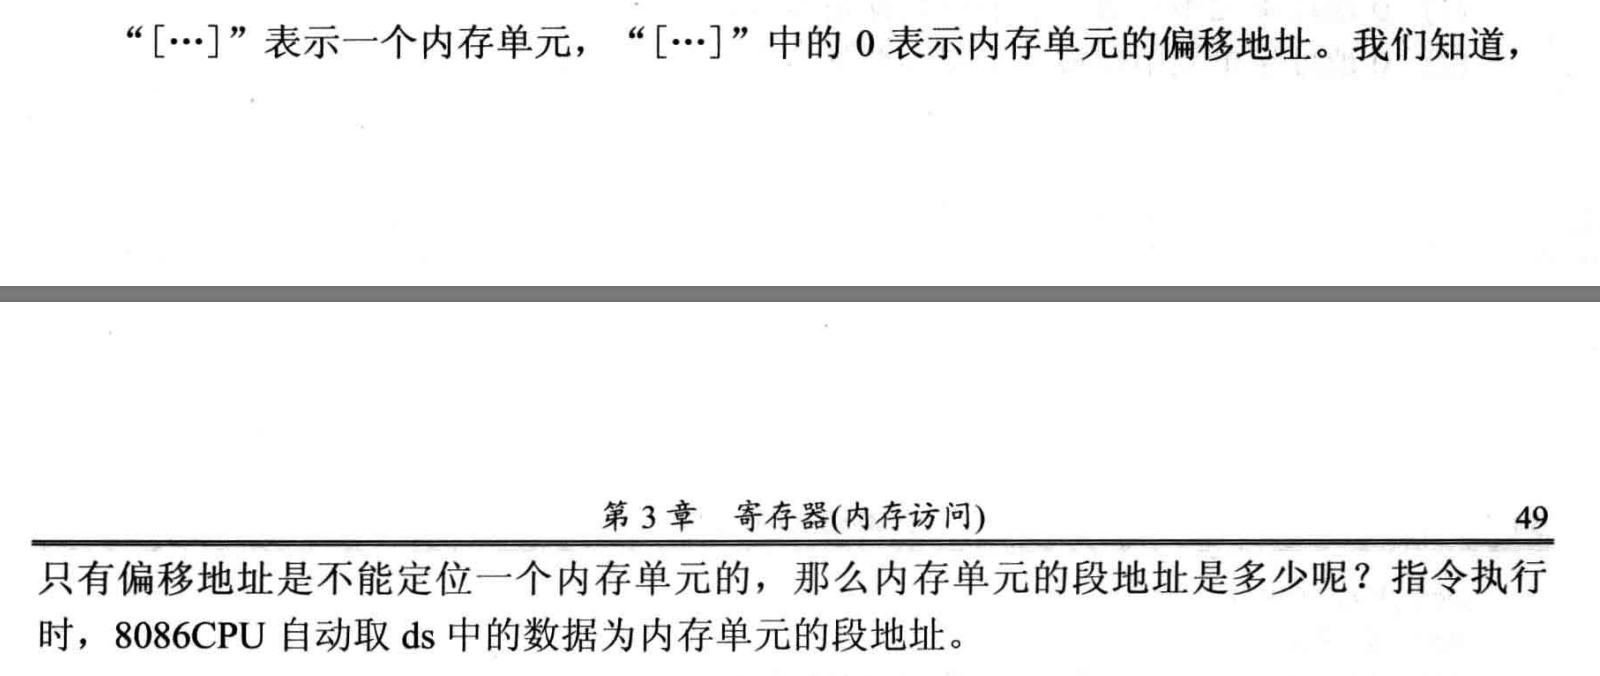 “[…]”表示一个内存单元，“[…]”中的 0 表示内存单元的偏移地址。我们知道，
第 3 章 寄存器(内存访问) 49
只有偏移地址是不能定位一个内存单元的，那么内存单元的段地址是多少呢？指令执行
时，8086CPU 自动取 ds 中的数据为内存单元的段地址。